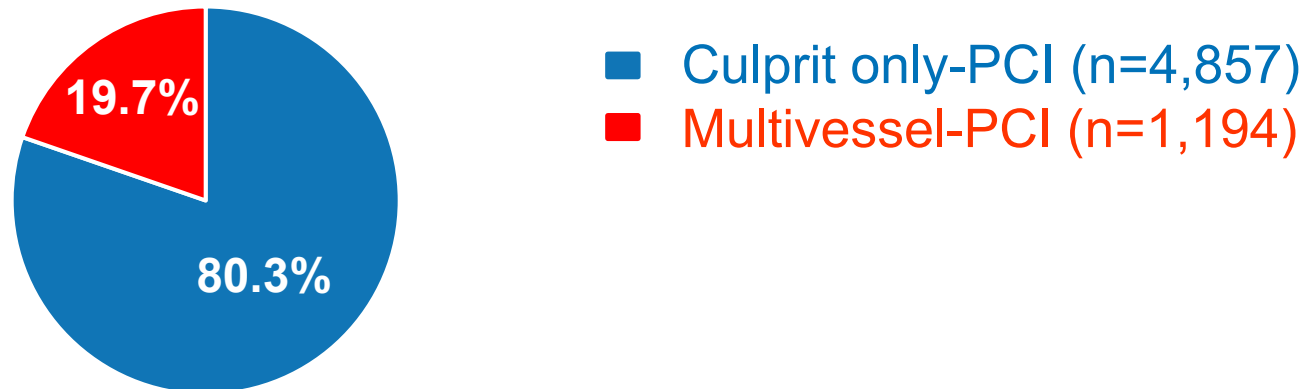 Culprit only-PCI (n=4,857)
Multivessel-PCI (n=1,194)
19.7%
80.3%